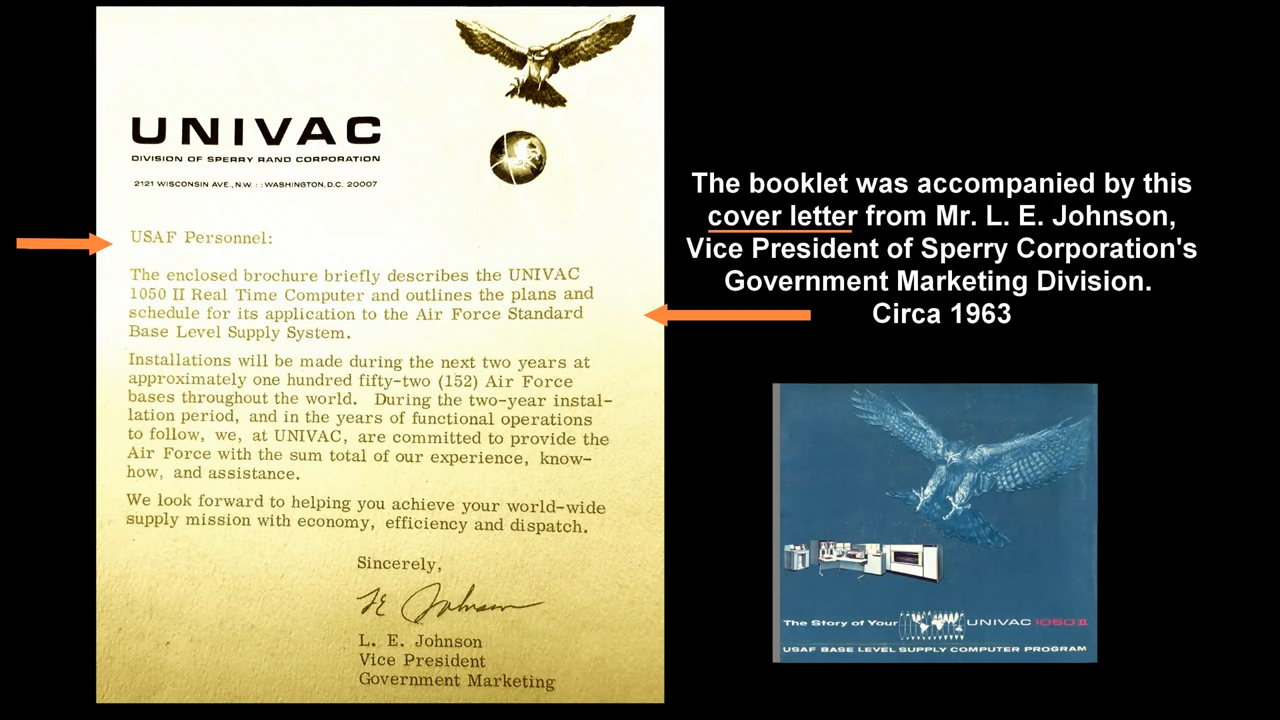 UNIVAC
DIVISION OF SPERRY RAND CORPORATION
2121 WISCONSIN AVE., N.W. : : WASHINGTON, D.C. 20007
USAF Personnel:
The enclosed brochure briefly describes the UNIVAC
1050 II Real Time Computer and outlines the plans and
schedule for its application to the Air Force Standard
Base Level Supply System.
Installations will be made during the next two years at
approximately one hundred fifty-two (152) Air Force
bases throughout the world. During the two-year instal-
lation period, and in the years of functional operations
to follow, we, at UNIVAC, are committed to provide the
Air Force with the sum total of our experience, know-
how, and assistance.
We look forward to helping you achieve your world-wide
supply mission with economy, efficiency and dispatch.
Sincerely,
LE Johnson
L. E. Johnson
Vice President
Government Marketing
The booklet was accompanied by this
cover letter from Mr. L. E. Johnson,
Vice President of Sperry Corporation's
Government Marketing Division.
Circa 1963
The Story of Your UNIVAC 1050 II
USAF BASE LEVEL SUPPLY COMPUTER PROGRAM